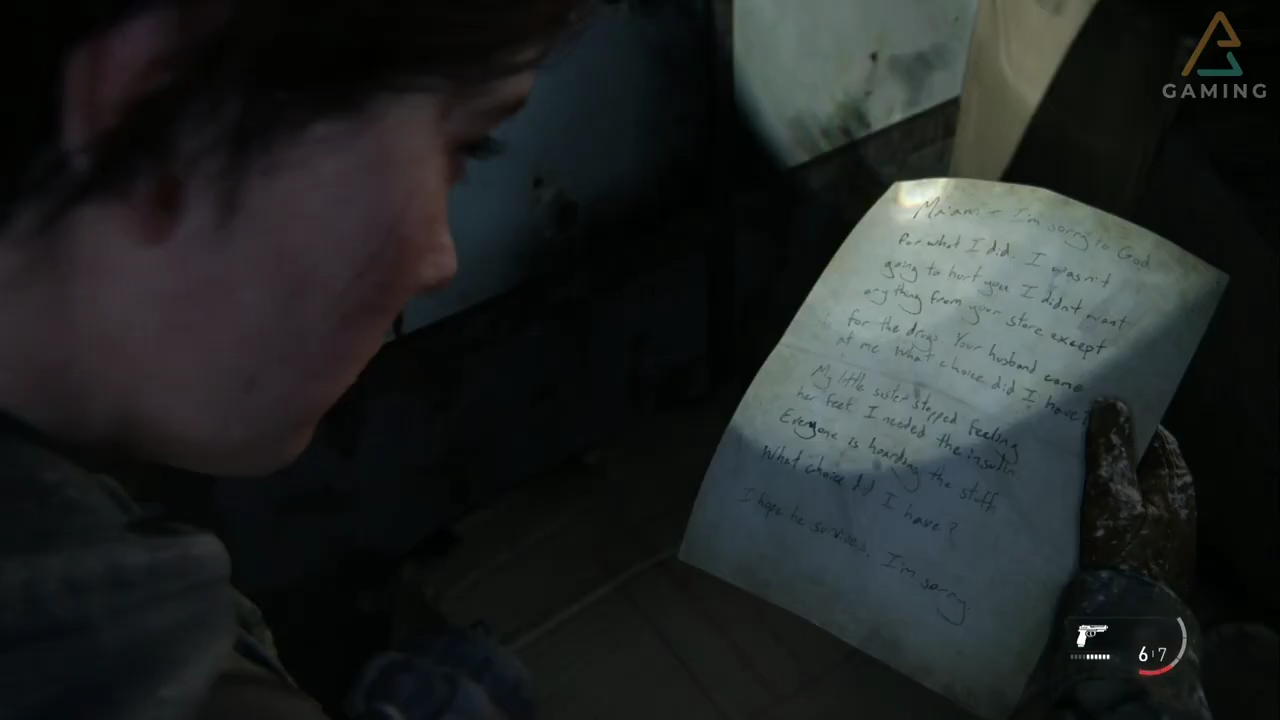 GAMING
Ma'am - I'm sorry to God
for what I did. I wasn't
going to hurt you I didn't want
anything from your store except
for the drugs. Your husband came
at me. What choice did I have?
My little sister stopped feeling
her feet. I needed the insulin
Everyone is hoarding the stuff.
What choice did I have?
I hope he survived. I'm sorry.
6 7